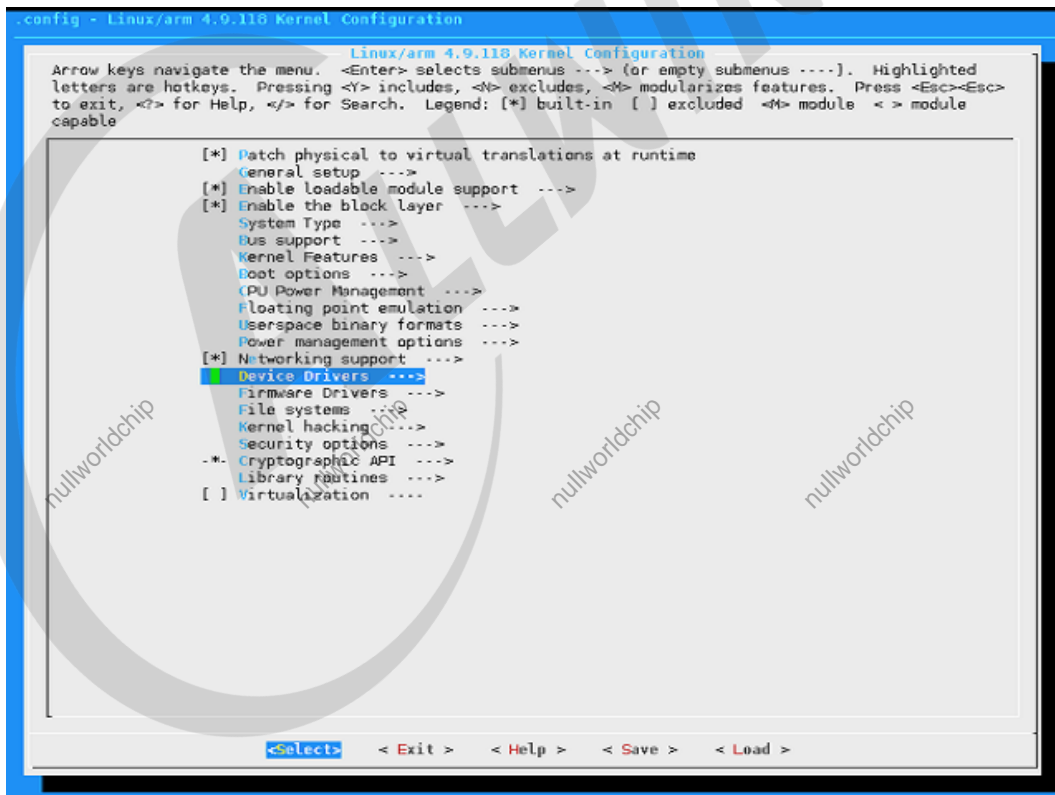 .config - Linux/arm 4.9.118 Kernel Configuration
Linux/arm 4.9.118 Kernel Configuration
Arrow keys navigate the menu.  <Enter> selects submenus ---> (or empty submenus ----).  Highlighted
letters are hotkeys.  Pressing <Y> includes, <N> excludes, <M> modularizes features.  Press <Esc><Esc>
to exit, <?> for Help, </> for Search.  Legend: [*] built-in  [ ] excluded  <M> module  < > module
capable
[*] Patch physical to virtual translations at runtime
General setup  --->
[*] Enable loadable module support  --->
[*] Enable the block layer  --->
System Type  --->
Bus support  --->
Kernel Features  --->
Boot options  --->
CPU Power Management  --->
Floating point emulation  --->
Userspace binary formats  --->
Power management options  --->
[*] Networking support  --->
Device Drivers  --->
Firmware Drivers  --->
File systems  --->
Kernel hacking  --->
Security options  --->
-*- Cryptographic API  --->
Library routines  --->
[ ] Virtualization  ----
<Select>    < Exit >    < Help >    < Save >    < Load >
ALLWIN
nullworldchip
nullworldchip
nullworldchip
nullworldchip